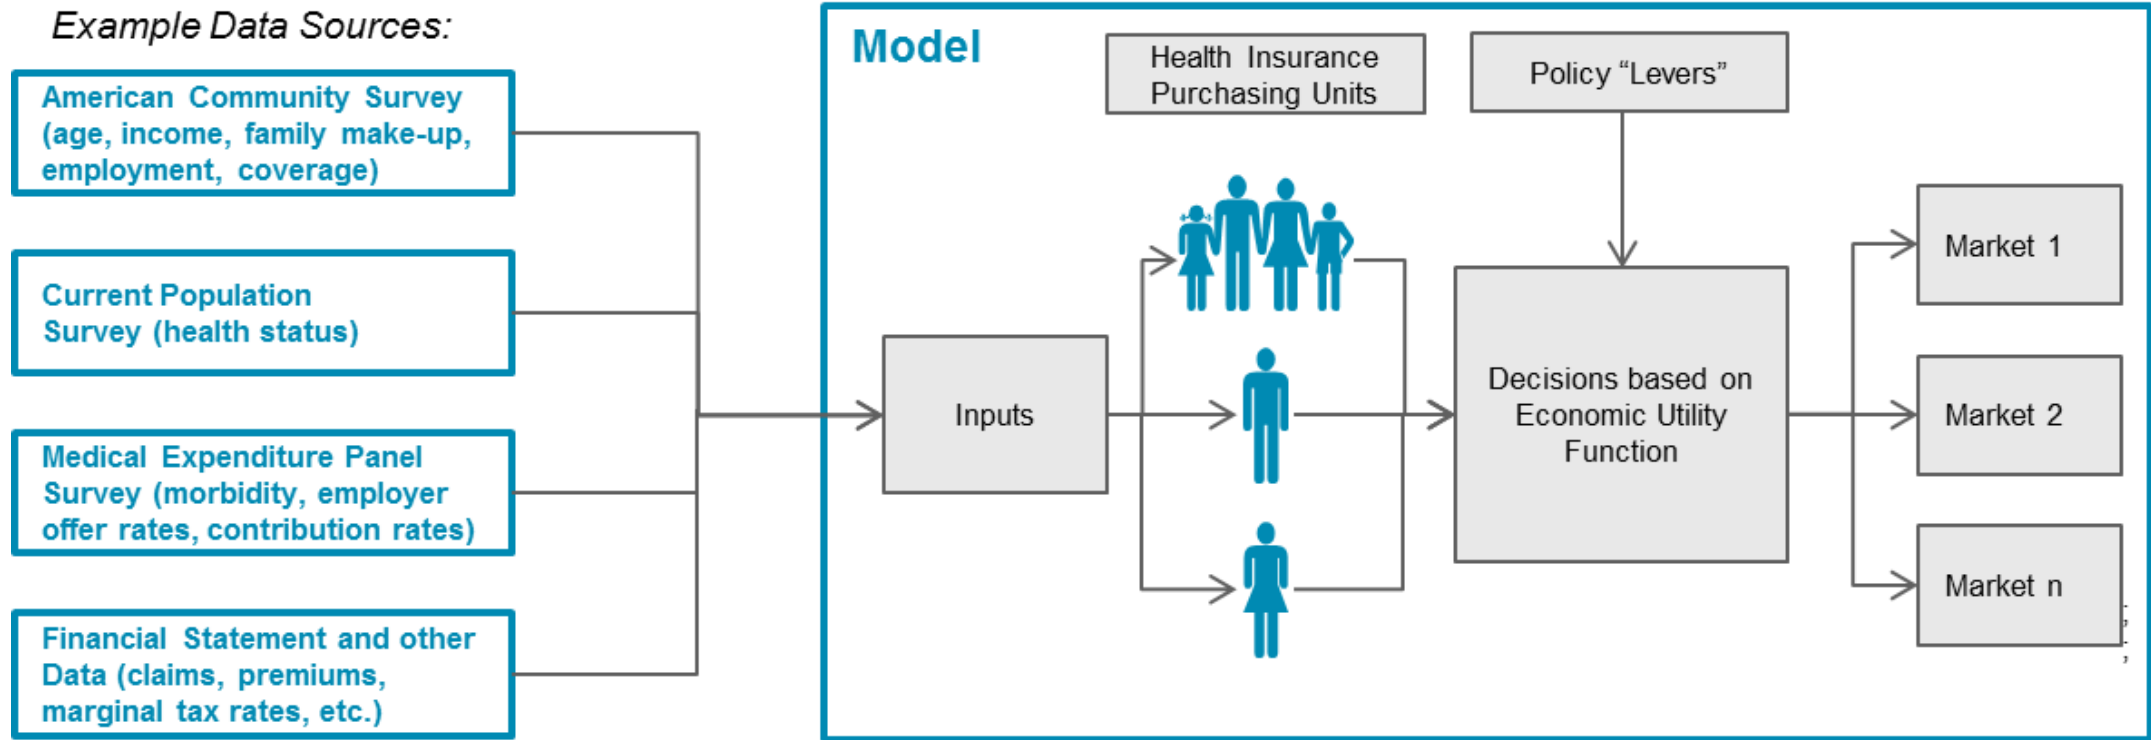 Example Data Sources:
American Community Survey
(age, income, family make-up,
employment, coverage)
Current Population
Survey (health status)
Medical Expenditure Panel
Survey (morbidity, employer
offer rates, contribution rates)
Financial Statement and other
Data (claims, premiums,
marginal tax rates, etc.)
Model
Health Insurance
Purchasing Units
Policy “Levers”
Inputs
Decisions based on
Economic Utility
Function
Market 1
Market 2
Market n